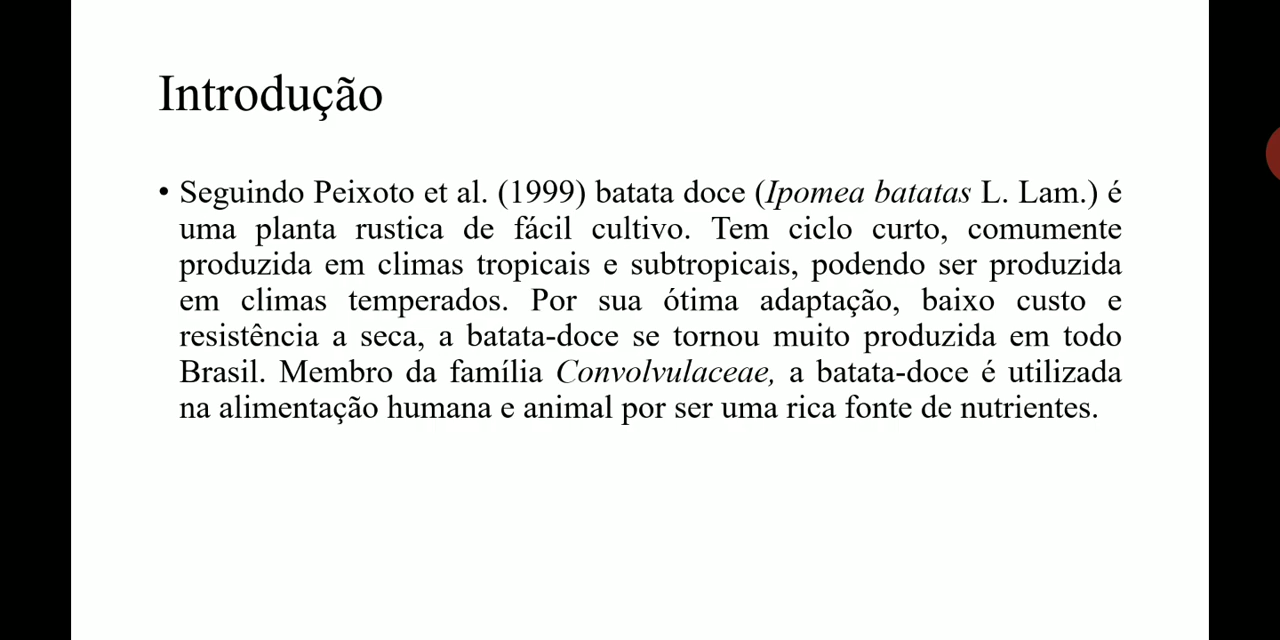 Introdução
• Seguindo Peixoto et al. (1999) batata doce (Ipomea batatas L. Lam.) é
uma planta rustica de fácil cultivo. Tem ciclo curto, comumente
produzida em climas tropicais e subtropicais, podendo ser produzida
em climas temperados. Por sua ótima adaptação, baixo custo e
resistência a seca, a batata-doce se tornou muito produzida em todo
Brasil. Membro da família Convolvulaceae, a batata-doce é utilizada
na alimentação humana e animal por ser uma rica fonte de nutrientes.